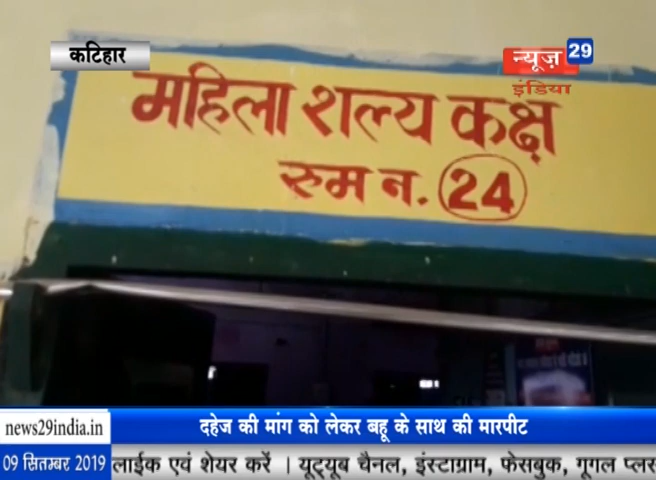 कटिहार
न्यूज़ 29
इंडिया
महिला शल्य कक्ष
रुम न. 24
news29india.in
दहेज की मांग को लेकर बहू के साथ की मारपीट
09 सितम्बर 2019
लाईक एवं शेयर करें | यूट्यूब चैनल, इंस्टाग्राम, फेसबुक, गूगल प्लस